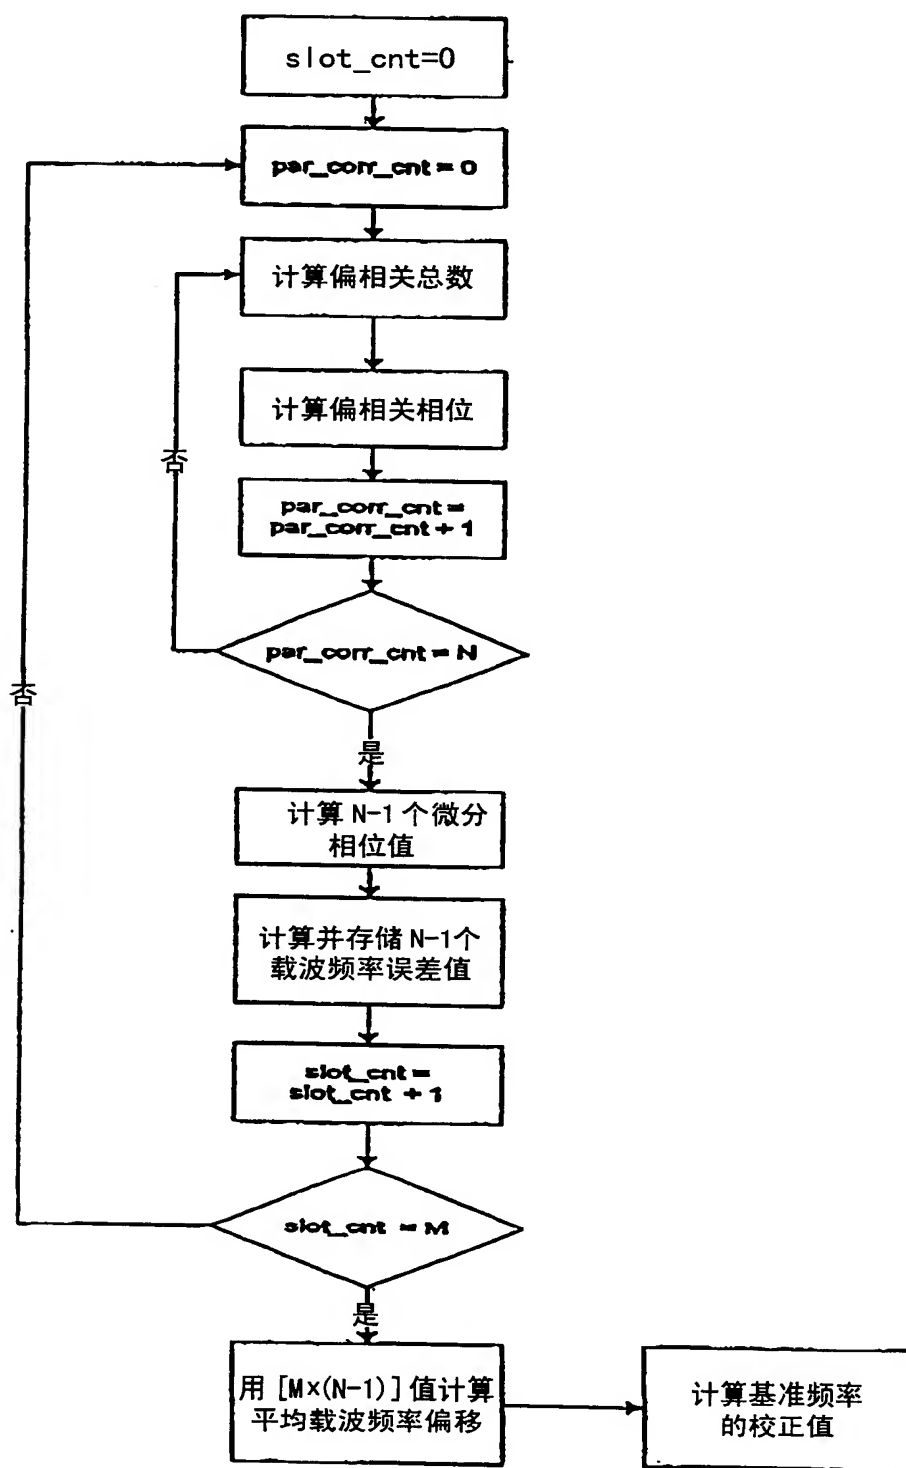 slot_cnt=0
par_corr_cnt = 0
计算偏相关总数
计算偏相关相位
否
par_corr_cnt =
par_corr_cnt + 1
par_corr_cnt = N
否
是
计算 N-1 个微分
相位值
计算并存储 N-1个
载波频率误差值
slot_cnt =
slot_cnt + 1
slot_cnt = M
是
用 [M×(N-1)] 值计算
平均载波频率偏移
计算基准频率
的校正值